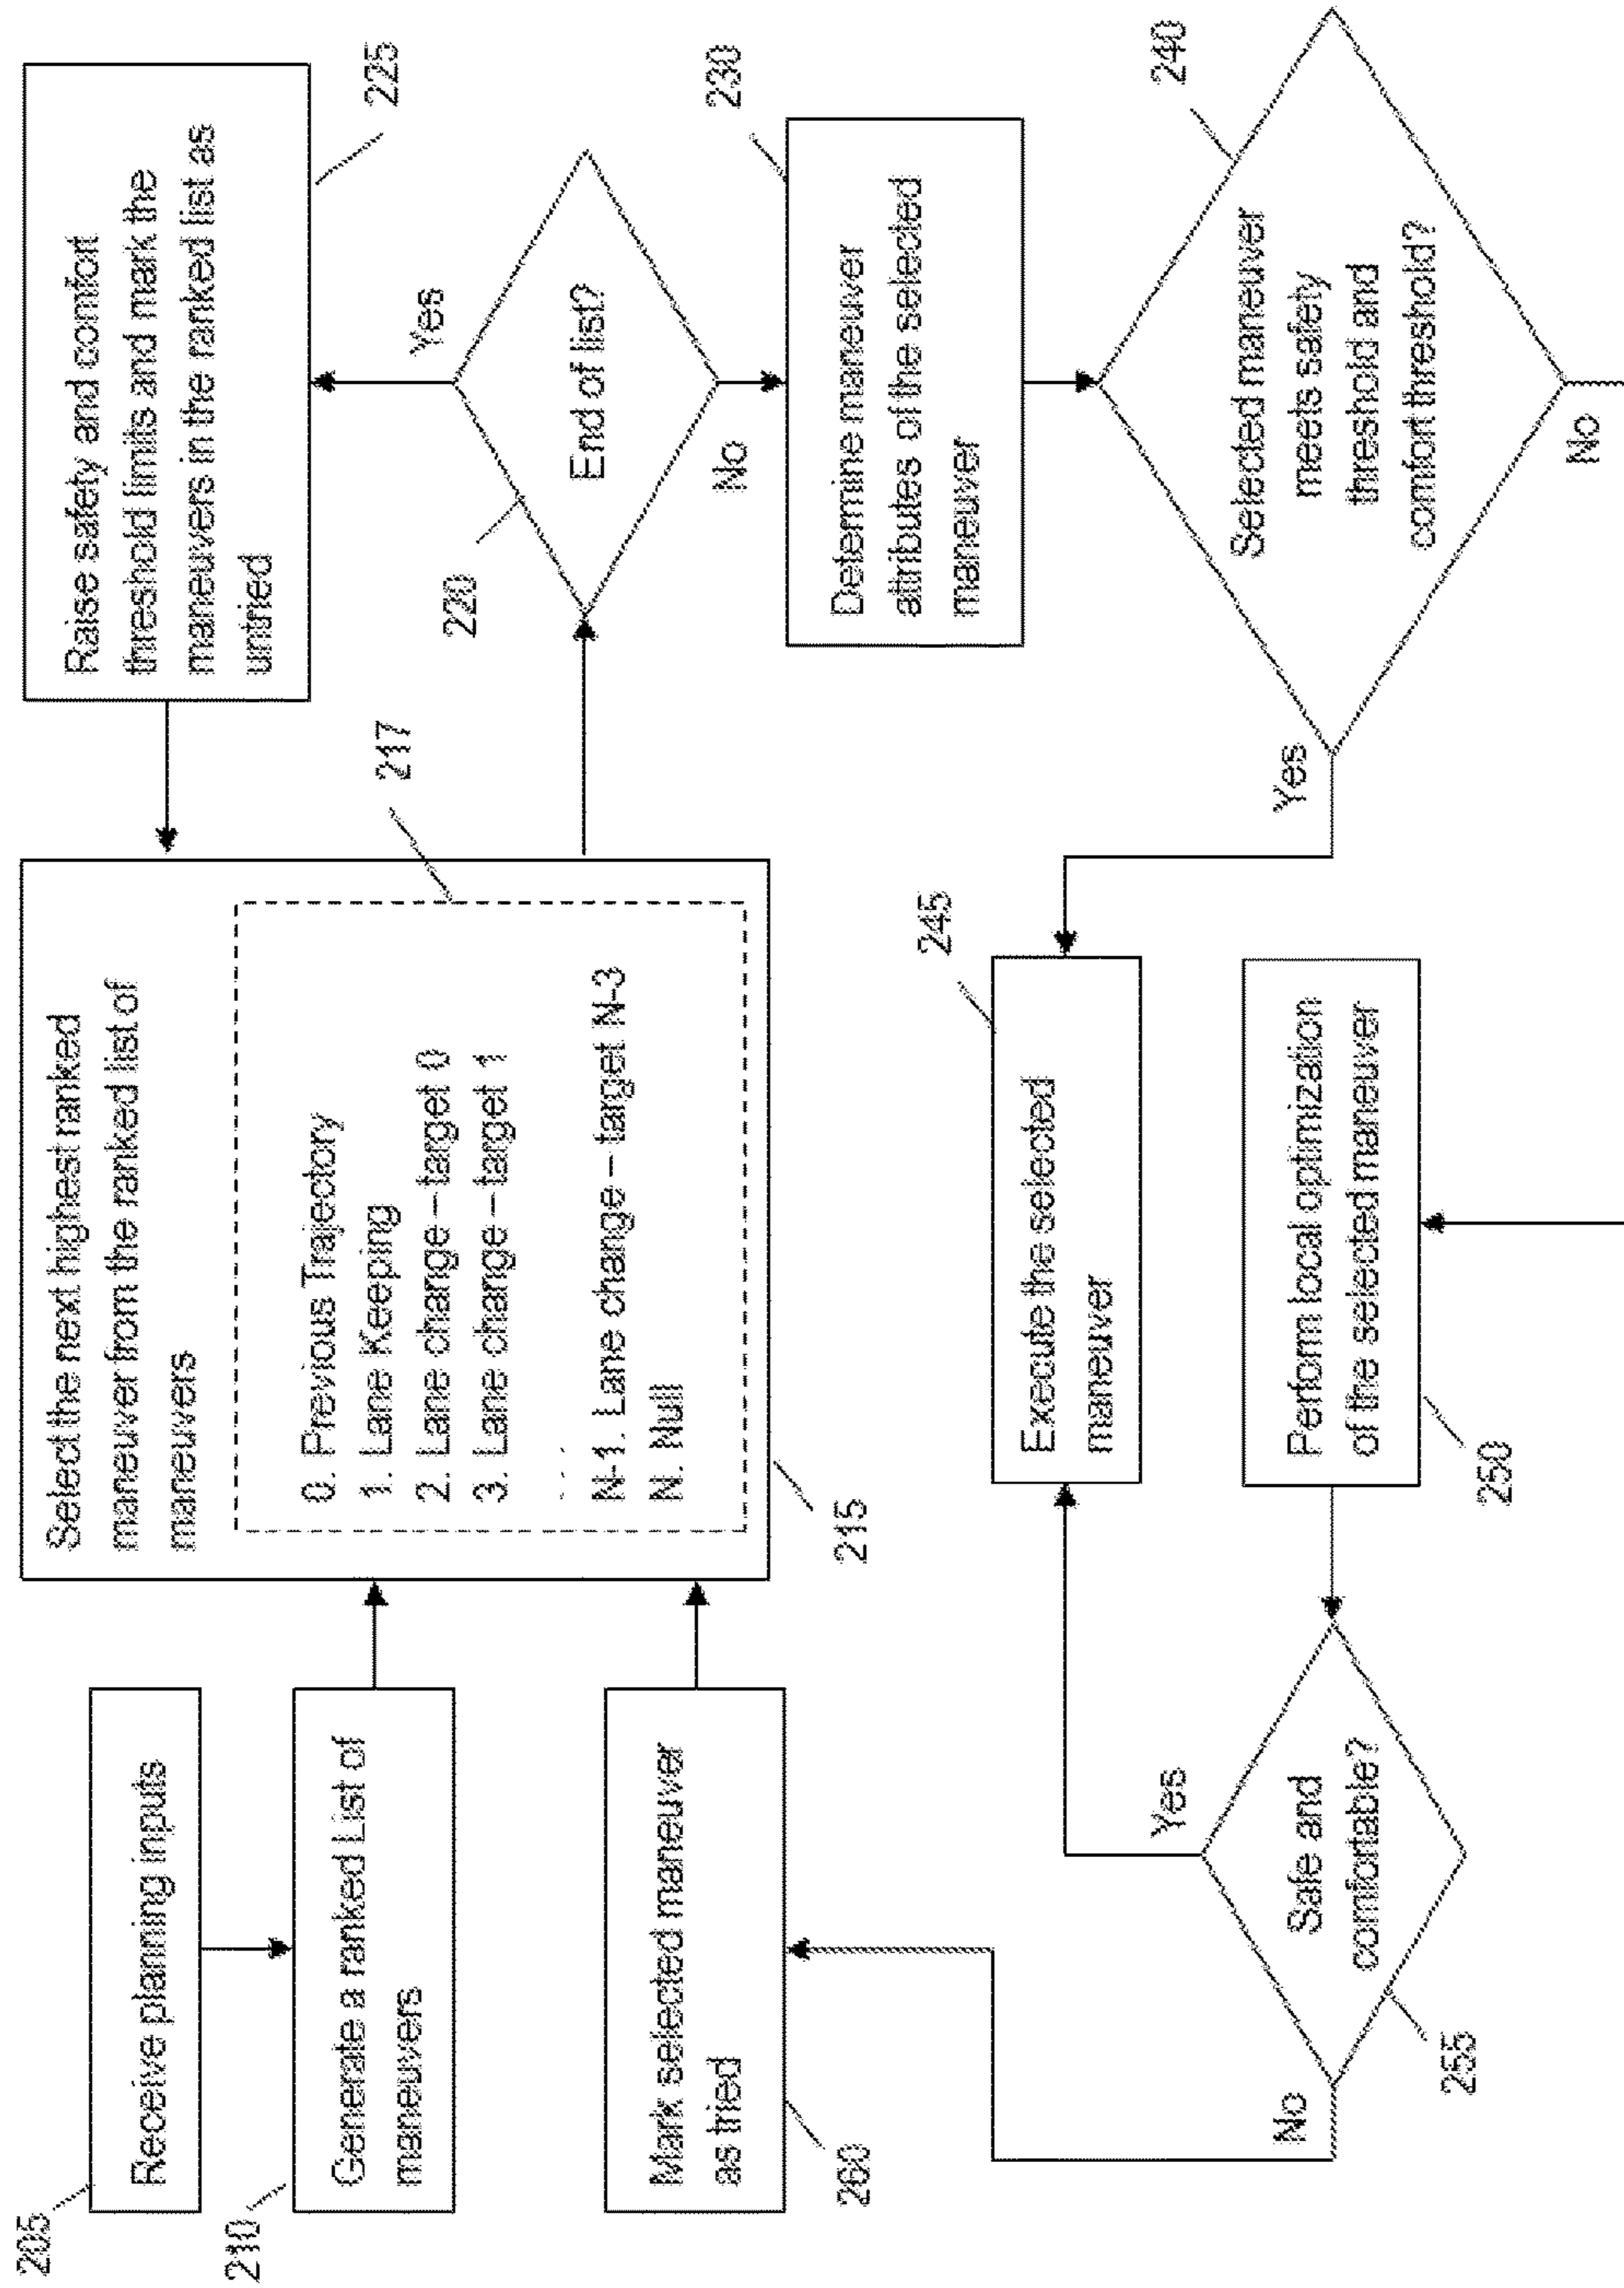 205
Receive planning inputs
210
Generate a ranked List of
maneuvers
Select the next highest ranked
maneuver from the ranked list of
maneuvers
217
0. Previous Trajectory
1. Lane Keeping
2. Lane change – target 0
3. Lane change – target 1
N-1. Lane change – target N-3
N. Null
215
Raise safety and comfort
threshold limits and mark the
maneuvers in the ranked list as
untried
225
Yes
220
End of list?
No
230
Determine maneuver
attributes of the selected
maneuver
240
Selected maneuver
meets safety
threshold and
comfort threshold?
Yes
No
245
Execute the selected
maneuver
Perform local optimization
of the selected maneuver
250
Yes
Safe and
comfortable?
255
No
Mark selected maneuver
as tried
260